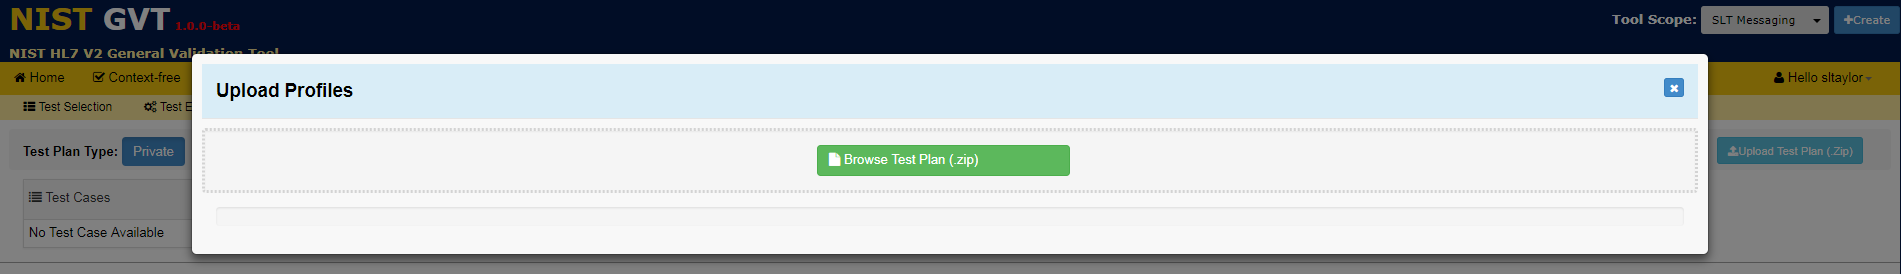 NIST GVT 1.0.0-beta
Tool Scope: SLT Messaging +Create
NIST HL7 V2 General Validation Tool
Home Context-free Hello sltaylor
Test Selection Test E
Upload Profiles
Test Plan Type: Private
Browse Test Plan (.zip)
Upload Test Plan (.Zip)
Test Cases
No Test Case Available